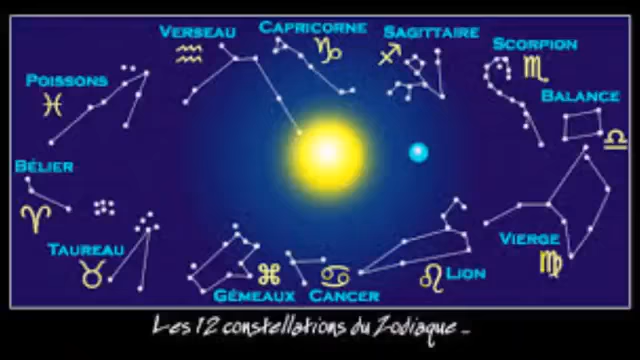 CAPRICORNE
VERSEAU
SAGITTAIRE
SCORPION
POISSONS
BALANCE
BÉLIER
VIERGE
TAUREAU
LION
GÉMEAUX
CANCER
Les 12 constellations du Zodiaque ...